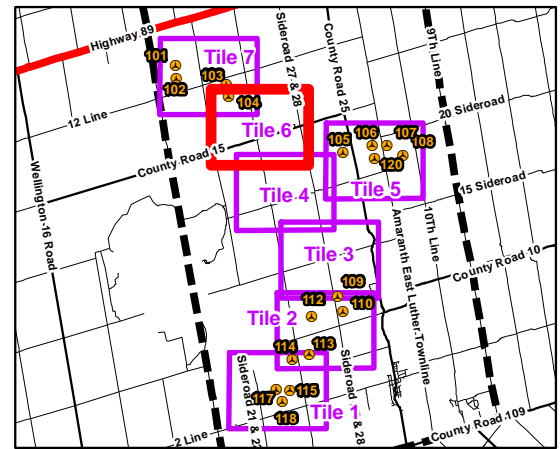 Highway 89
101
Tile 7
102
103
104
Sideroad 27 & 28
County Road 25
9Th Line
12 Line
Tile 6
County Road 15
20 Sideroad
105
106
107
108
120
Tile 5
Tile 4
15 Sideroad
Wellington 16 Road
Tile 3
Amaranth East Luther Townline
10Th Line
County Road 10
109
112
110
Tile 2
114
113
Sideroad 21 & 2
Sideroad
& 28
117
115
118
Tile 1
2 Line
County Road 109